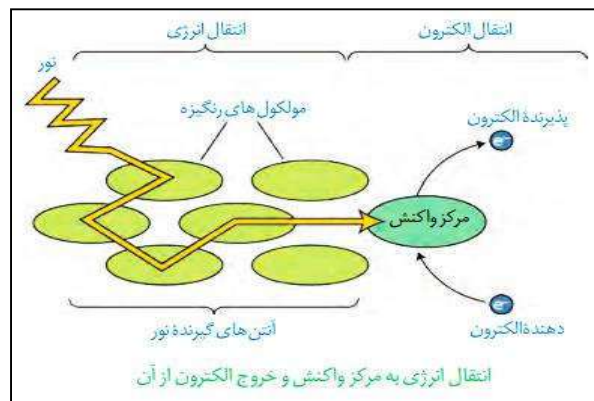 انتقال الکترون
انتقال انرژی
نور
مولکول های رنگیزه
پذیرندهٔ الکترون
e⁻
مرکز واکنش
e⁻
دهندهٔ الکترون
آنتن های گیرندهٔ نور
انتقال انرژی به مرکز واکنش و خروج الکترون از آن